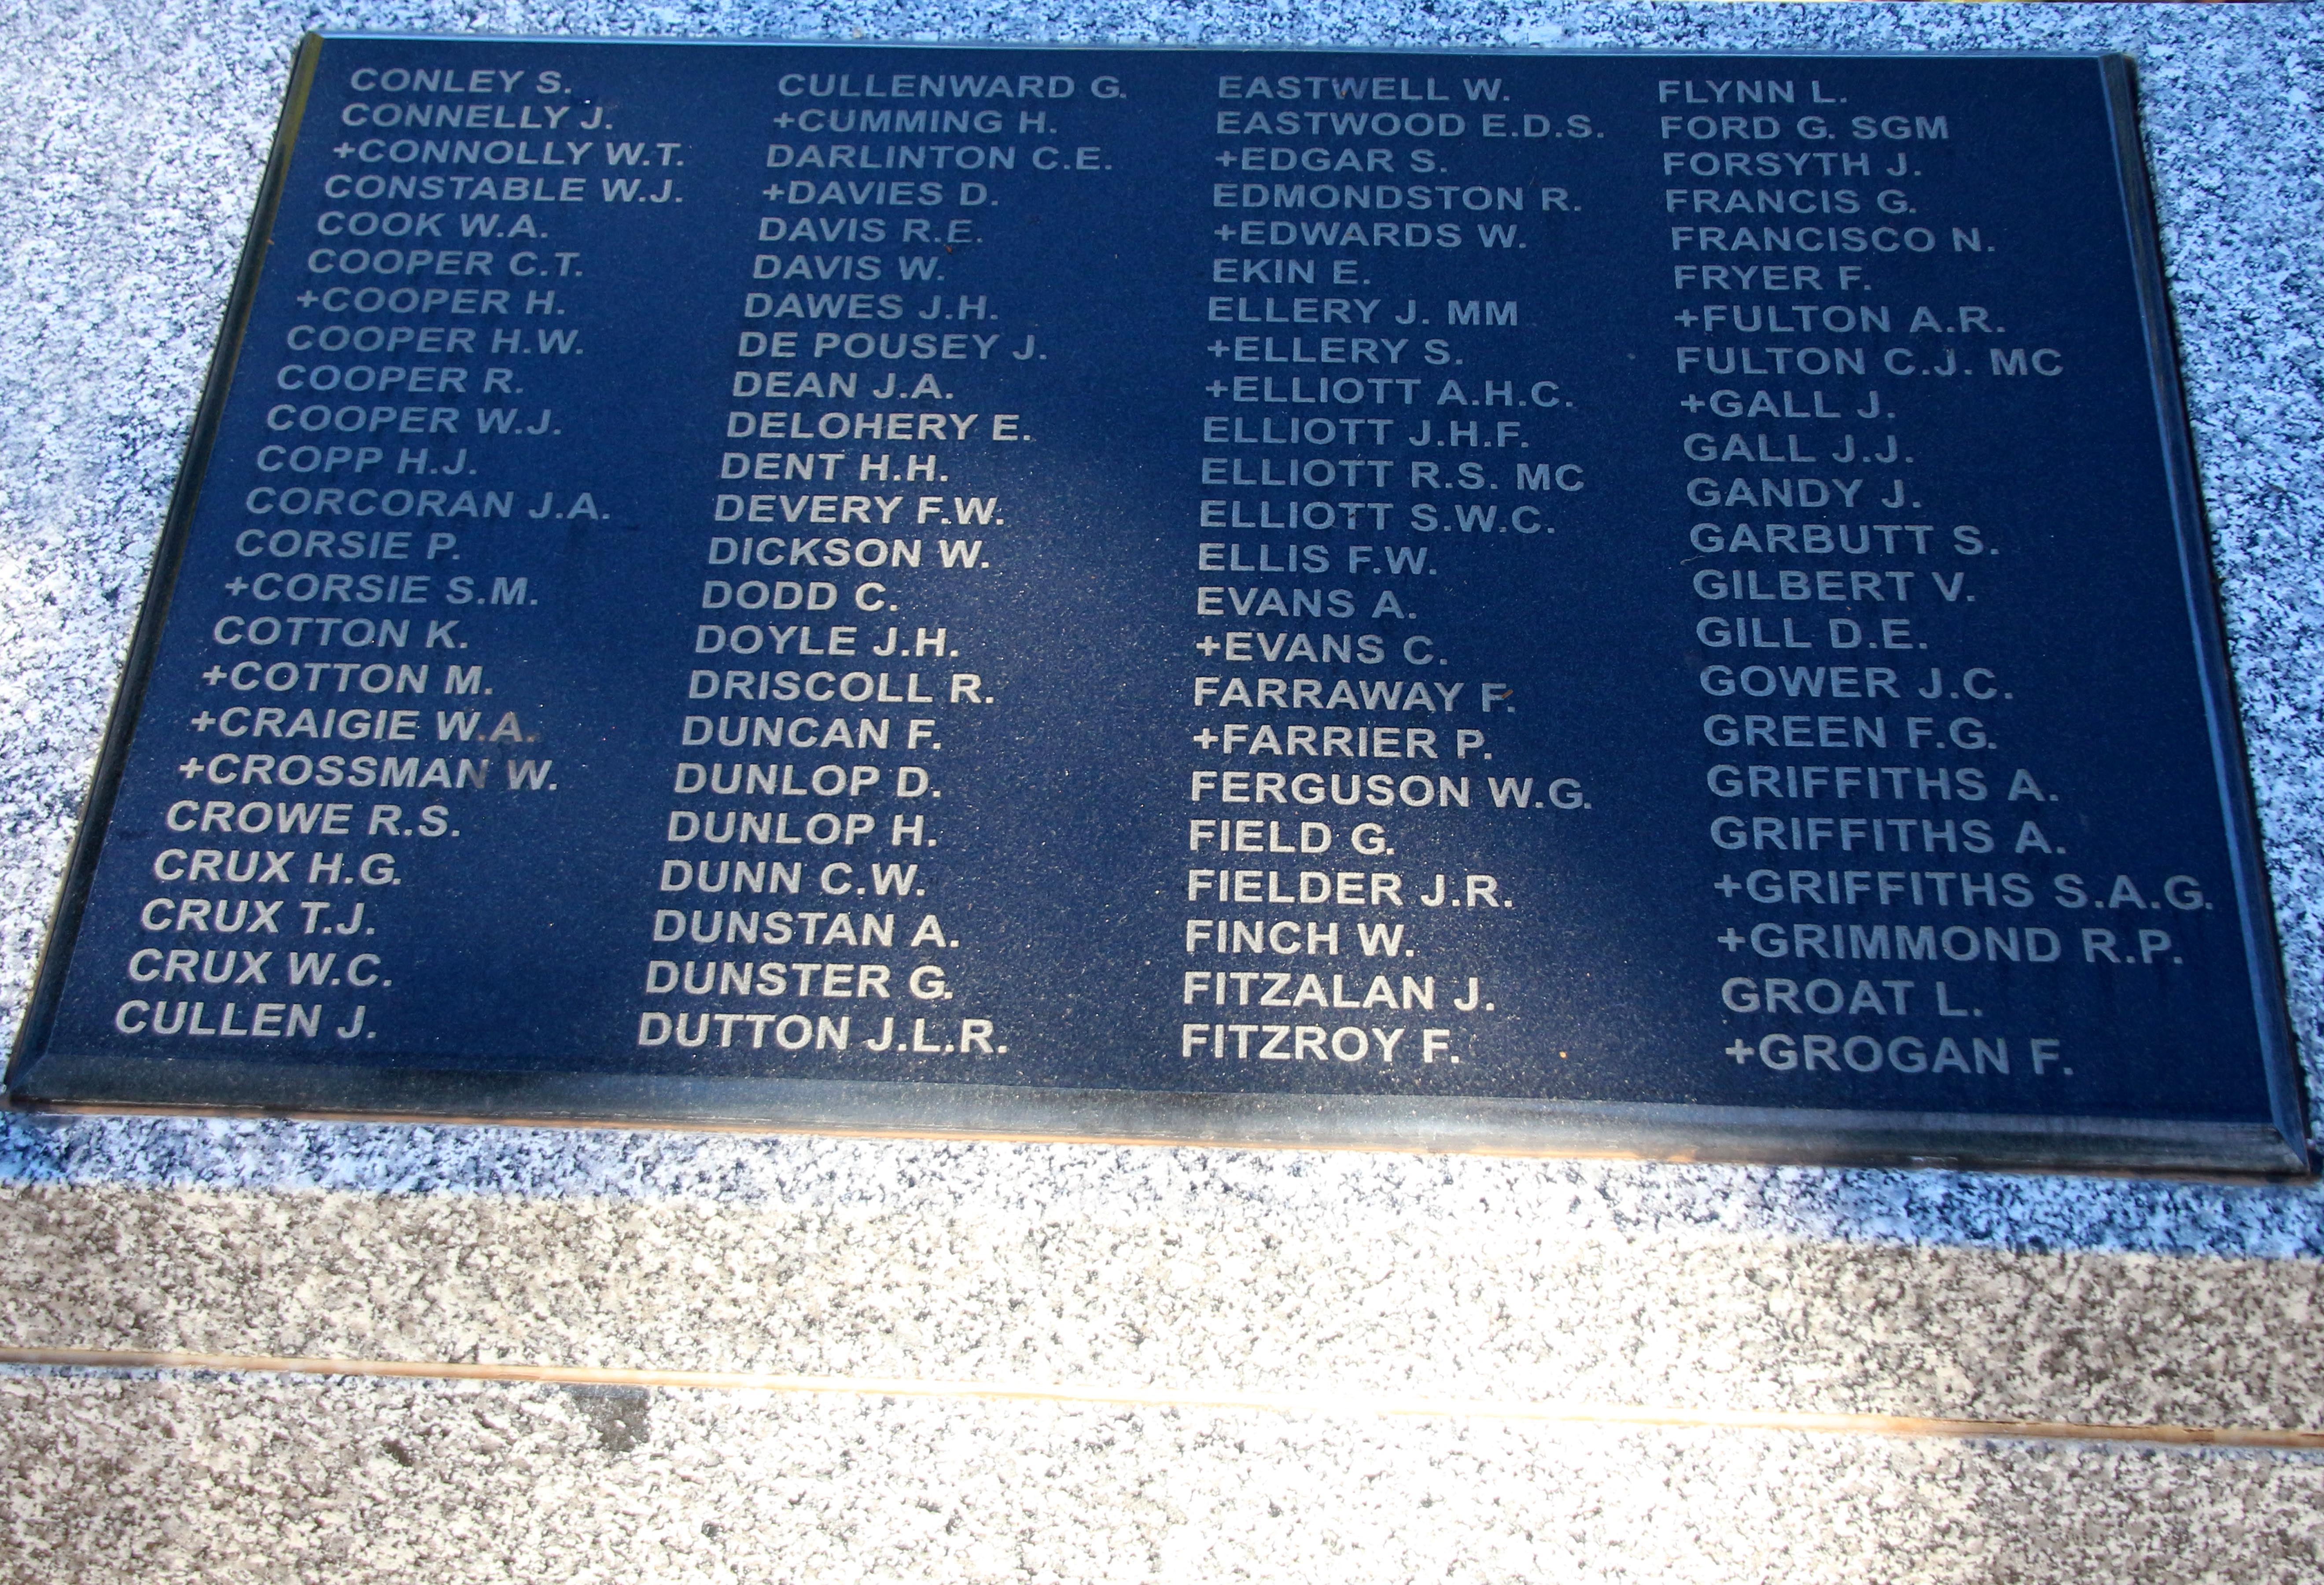 CONLEY S.
CONNELLY J.
+CONNOLLY W.T.
CONSTABLE W.J.
COOK W.A.
COOPER C.T.
+COOPER H.
COOPER H.W.
COOPER R.
COOPER W.J.
COPP H.J.
CORCORAN J.A.
CORSIE P.
+CORSIE S.M.
COTTON K.
+COTTON M.
+CRAIGIE W.A.
+CROSSMAN W.
CROWE R.S.
CRUX H.G.
CRUX T.J.
CRUX W.C.
CULLEN J.
CULLENWARD G.
+CUMMING H.
DARLINTON C.E.
+DAVIES D.
DAVIS R.E.
DAVIS W.
DAWES J.H.
DE POUSEY J.
DEAN J.A.
DELOHERY E.
DENT H.H.
DEVERY F.W.
DICKSON W.
DODD C.
DOYLE J.H.
DRISCOLL R.
DUNCAN F.
DUNLOP D.
DUNLOP H.
DUNN C.W.
DUNSTAN A.
DUNSTER G.
DUTTON J.L.R.
EASTWELL W.
EASTWOOD E.D.S.
+EDGAR S.
EDMONDSTON R.
+EDWARDS W.
EKIN E.
ELLERY J. MM
+ELLERY S.
+ELLIOTT A.H.C.
ELLIOTT J.H.F.
ELLIOTT R.S. MC
ELLIOTT S.W.C.
ELLIS F.W.
EVANS A.
+EVANS C.
FARRAWAY F.
+FARRIER P.
FERGUSON W.G.
FIELD G.
FIELDER J.R.
FINCH W.
FITZALAN J.
FITZROY F.
FLYNN L.
FORD G. SGM
FORSYTH J.
FRANCIS G.
FRANCISCO N.
FRYER F.
+FULTON A.R.
FULTON C.J. MC
+GALL J.
GALL J.J.
GANDY J.
GARBUTT S.
GILBERT V.
GILL D.E.
GOWER J.C.
GREEN F.G.
GRIFFITHS A.
GRIFFITHS A.
+GRIFFITHS S.A.G.
+GRIMMOND R.P.
GROAT L.
+GROGAN F.